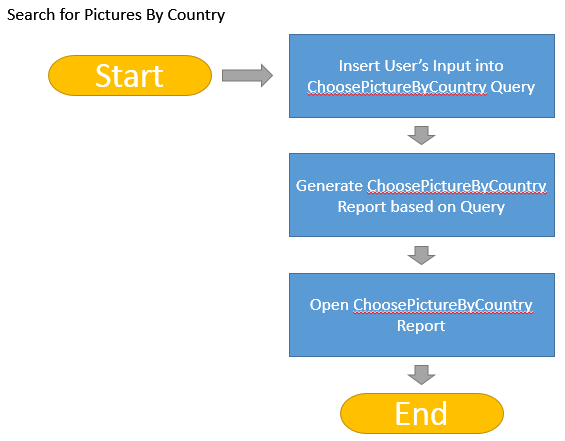 Search for Pictures By Country
Start
Insert User's Input into
ChoosePictureByCountry Query
Generate ChoosePictureByCountry
Report based on Query
Open ChoosePictureByCountry
Report
End